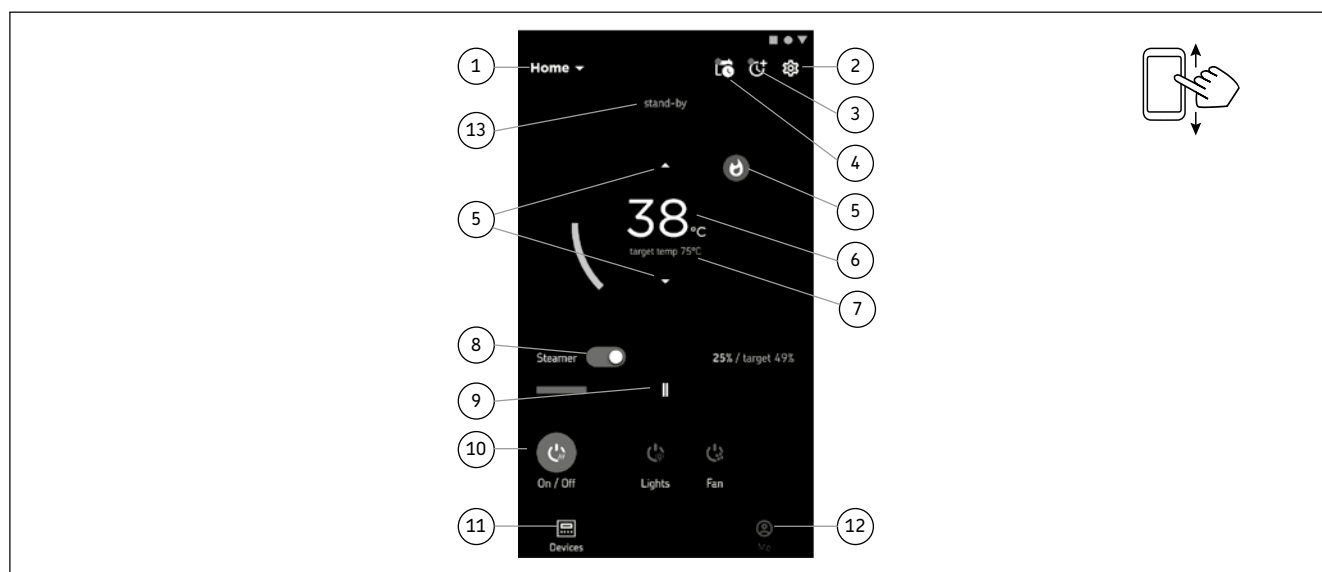 1
Home
2
3
stand-by
13
4
5
5
38°C
6
target temp 75°C
7
8
Steamer
25% / target 49%
9
10
On / Off
Lights
Fan
11
12
Devices
Me